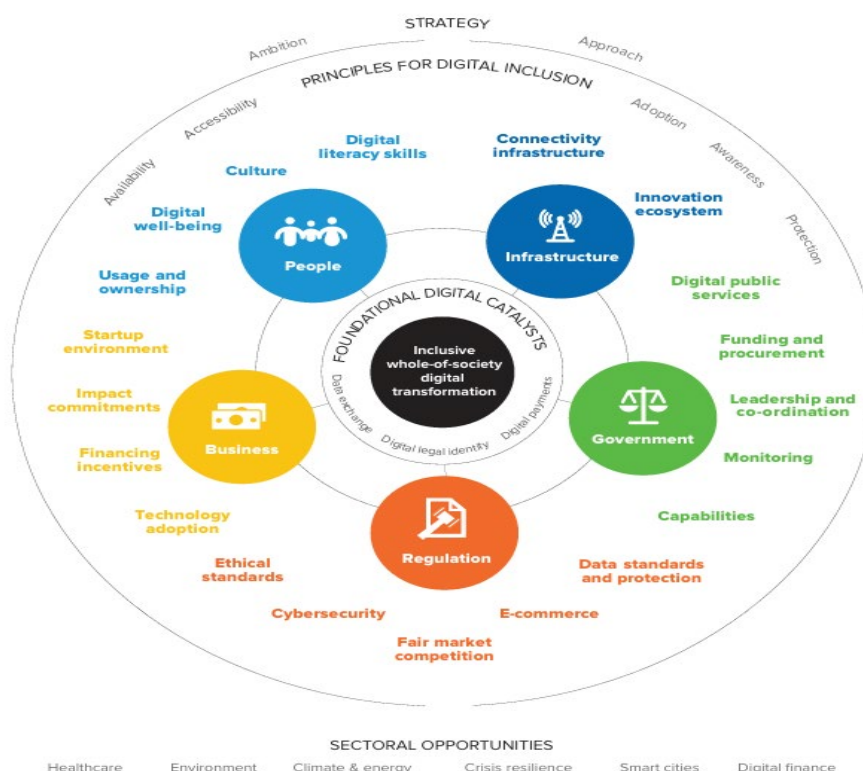 STRATEGY
Ambition
Approach
PRINCIPLES FOR DIGITAL INCLUSION
Availability
Accessibility
Adoption
Awareness
Protection
Digital
literacy skills
Culture
Digital
well-being
Usage and
ownership
People
Connectivity
infrastructure
Innovation
ecosystem
Infrastructure
FOUNDATIONAL DIGITAL CATALYSTS
Inclusive
whole-of-society
digital
transformation
Data exchange
Digital legal identity
Digital payments
Startup
environment
Impact
commitments
Financing
incentives
Technology
adoption
Business
Digital public
services
Funding and
procurement
Leadership and
co-ordination
Monitoring
Capabilities
Government
Regulation
Ethical
standards
Cybersecurity
Fair market
competition
E-commerce
Data standards
and protection
SECTORAL OPPORTUNITIES
Healthcare Environment Climate & energy Crisis resilience Smart cities Digital finance